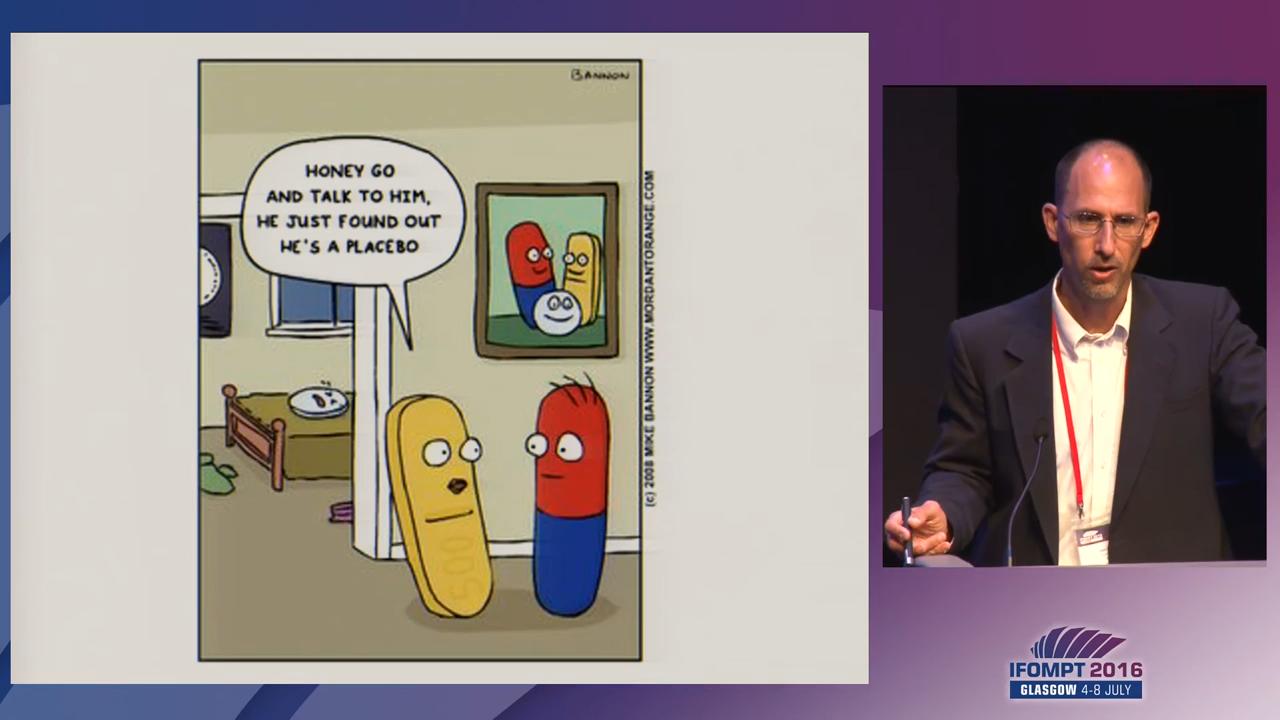 BANNON
HONEY GO
AND TALK TO HIM,
HE JUST FOUND OUT
HE'S A PLACEBO
(c) 2008 MIKE BANNON WWW.MORDANTORANGE.COM
500
IFOMPT 2016
GLASGOW 4-8 JULY